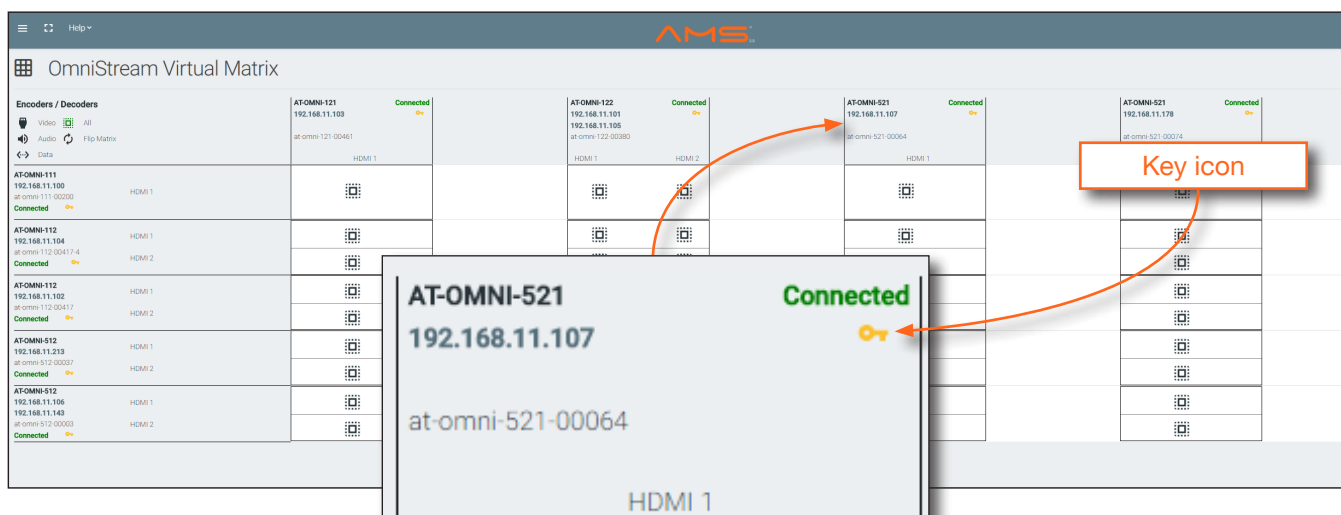 Help
AMS
OmniStream Virtual Matrix
Encoders / Decoders
Video All
Audio Flip Matrix
Data
AT-OMNI-121 Connected
192.168.11.103
at-omni-121-00461
HDMI 1
AT-OMNI-122 Connected
192.168.11.101
192.168.11.105
at-omni-122-00380
HDMI 1 HDMI 2
AT-OMNI-521 Connected
192.168.11.107
at-omni-521-00064
HDMI 1
AT-OMNI-521 Connected
192.168.11.178
at-omni-521-00074
Key icon
AT-OMNI-111
192.168.11.100
at-omni-111-00200
Connected
HDMI 1
AT-OMNI-112
192.168.11.104
at-omni-112-00417-4
Connected
HDMI 1
HDMI 2
AT-OMNI-112
192.168.11.102
at-omni-112-00417
Connected
HDMI 1
HDMI 2
AT-OMNI-512
192.168.11.213
at-omni-512-00037
Connected
HDMI 1
HDMI 2
AT-OMNI-512
192.168.11.106
192.168.11.143
at-omni-512-00003
Connected
HDMI 1
HDMI 2
AT-OMNI-521 Connected
192.168.11.107
at-omni-521-00064
HDMI 1